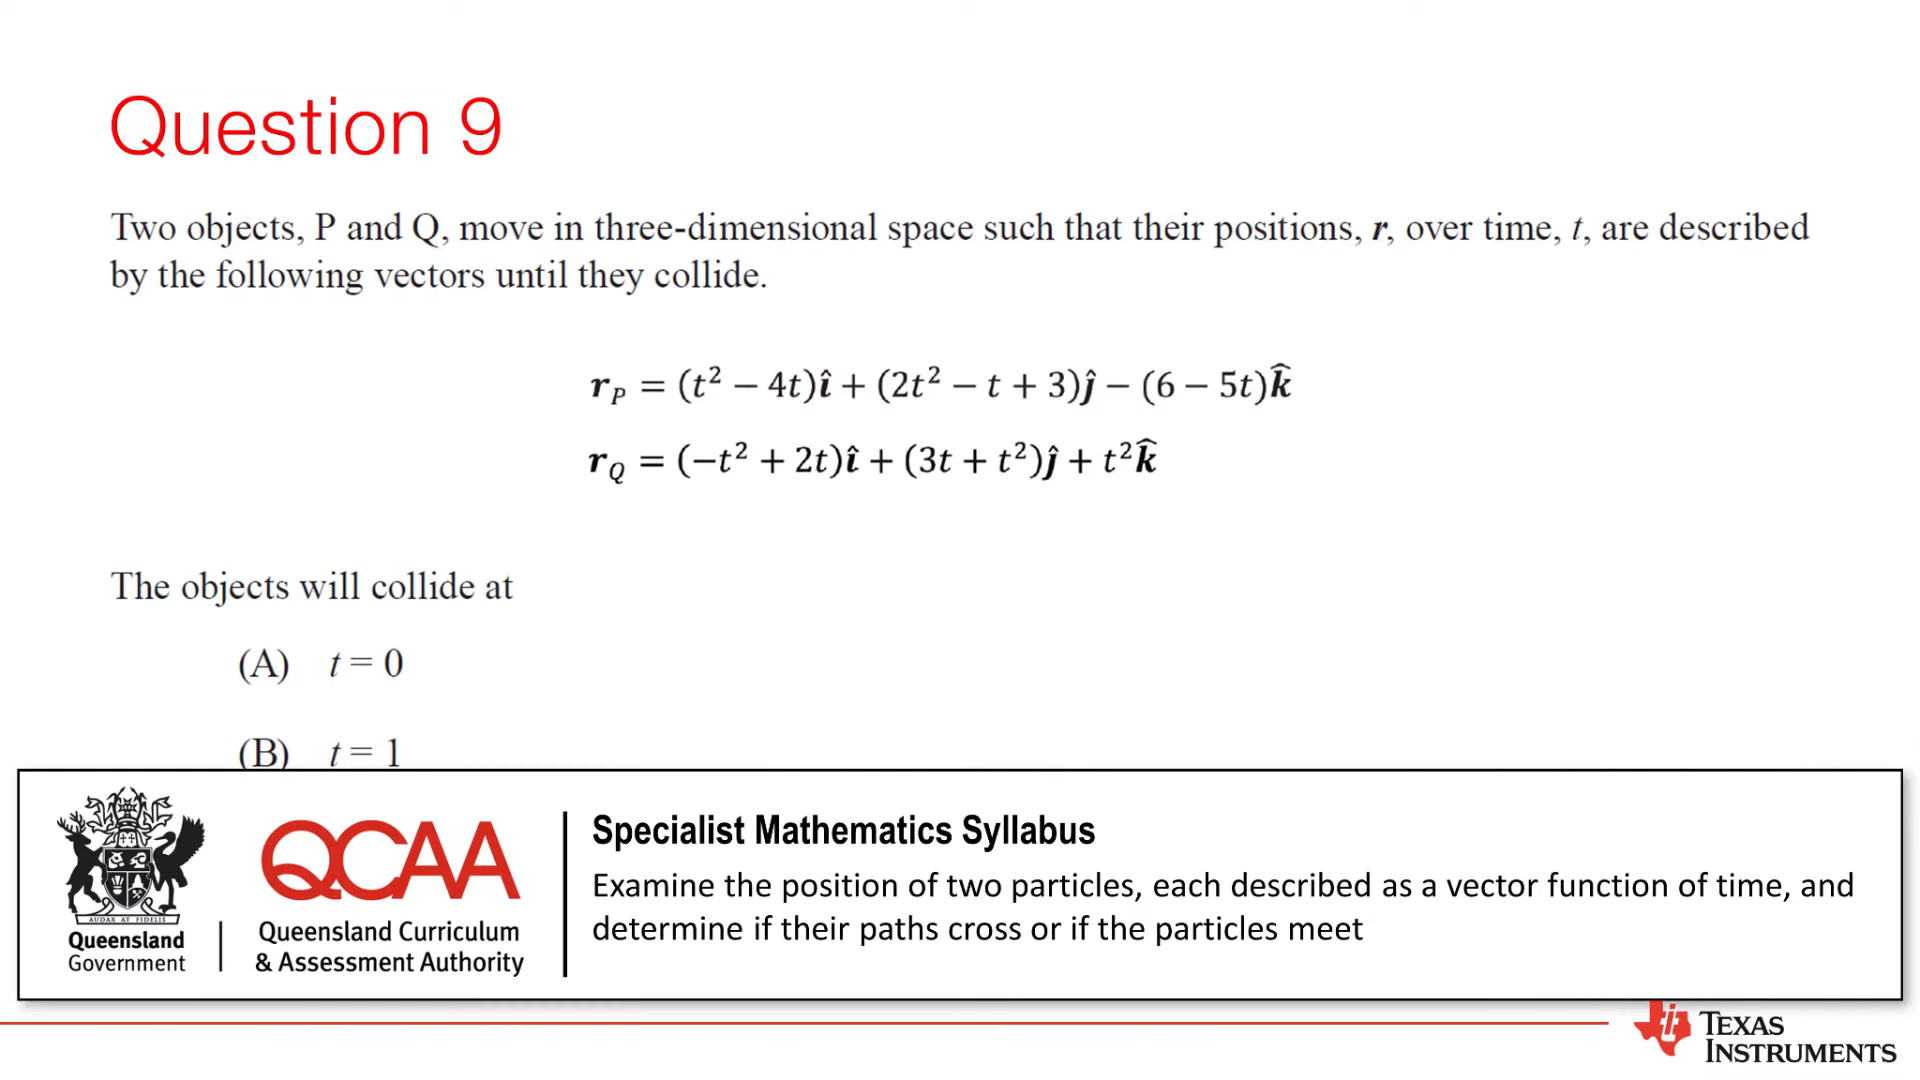 Question 9
Two objects, P and Q, move in three-dimensional space such that their positions, r, over time, t, are described
by the following vectors until they collide.
r_P = (t² − 4t)î + (2t² − t + 3)ĵ − (6 − 5t)k̂
r_Q = (−t² + 2t)î + (3t + t²)ĵ + t²k̂
The objects will collide at
(A) t = 0
(B) t = 1
AUDAX AT FIDELIS
Queensland
Government
QCAA
Queensland Curriculum
& Assessment Authority
Specialist Mathematics Syllabus
Examine the position of two particles, each described as a vector function of time, and
determine if their paths cross or if the particles meet
TEXAS
INSTRUMENTS